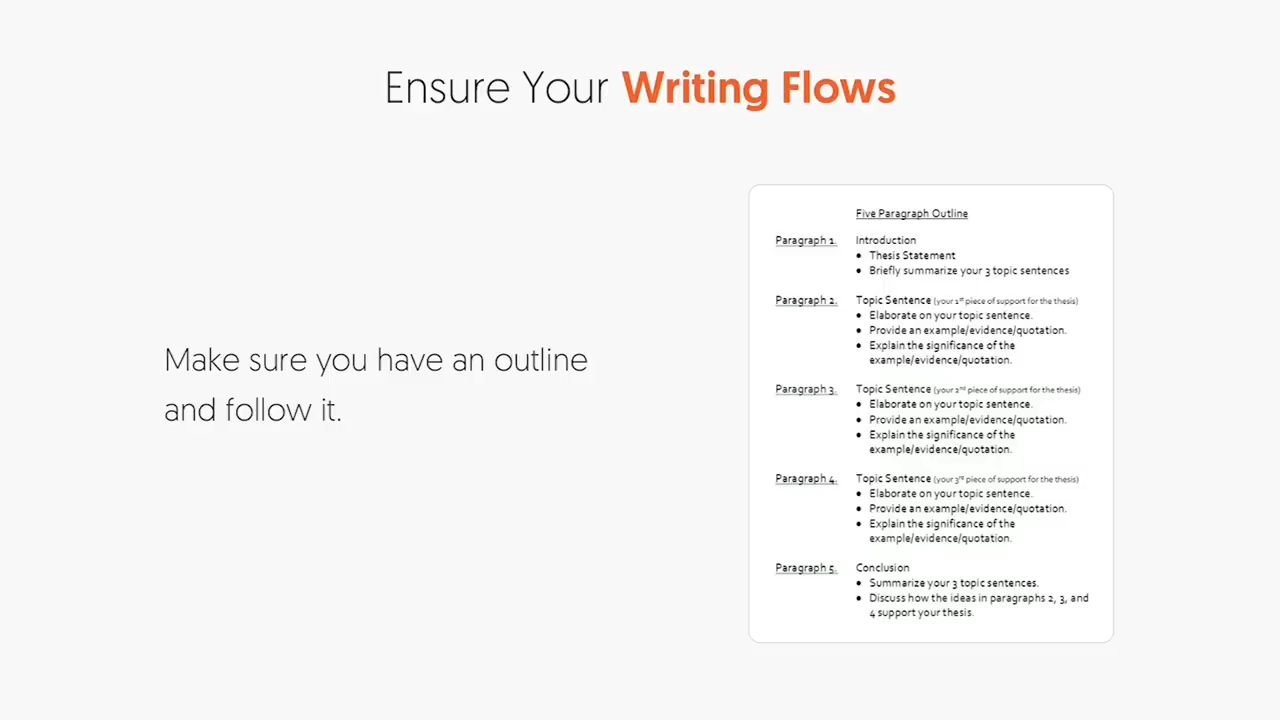 Ensure Your Writing Flows
Make sure you have an outline
and follow it.
Five Paragraph Outline
Paragraph 1. Introduction
• Thesis Statement
• Briefly summarize your 3 topic sentences
Paragraph 2. Topic Sentence (your 1st piece of support for the thesis)
• Elaborate on your topic sentence.
• Provide an example/evidence/quotation.
• Explain the significance of the
example/evidence/quotation.
Paragraph 3. Topic Sentence (your 2nd piece of support for the thesis)
• Elaborate on your topic sentence.
• Provide an example/evidence/quotation.
• Explain the significance of the
example/evidence/quotation.
Paragraph 4. Topic Sentence (your 3rd piece of support for the thesis)
• Elaborate on your topic sentence.
• Provide an example/evidence/quotation.
• Explain the significance of the
example/evidence/quotation.
Paragraph 5. Conclusion
• Summarize your 3 topic sentences.
• Discuss how the ideas in paragraphs 2, 3, and
4 support your thesis.